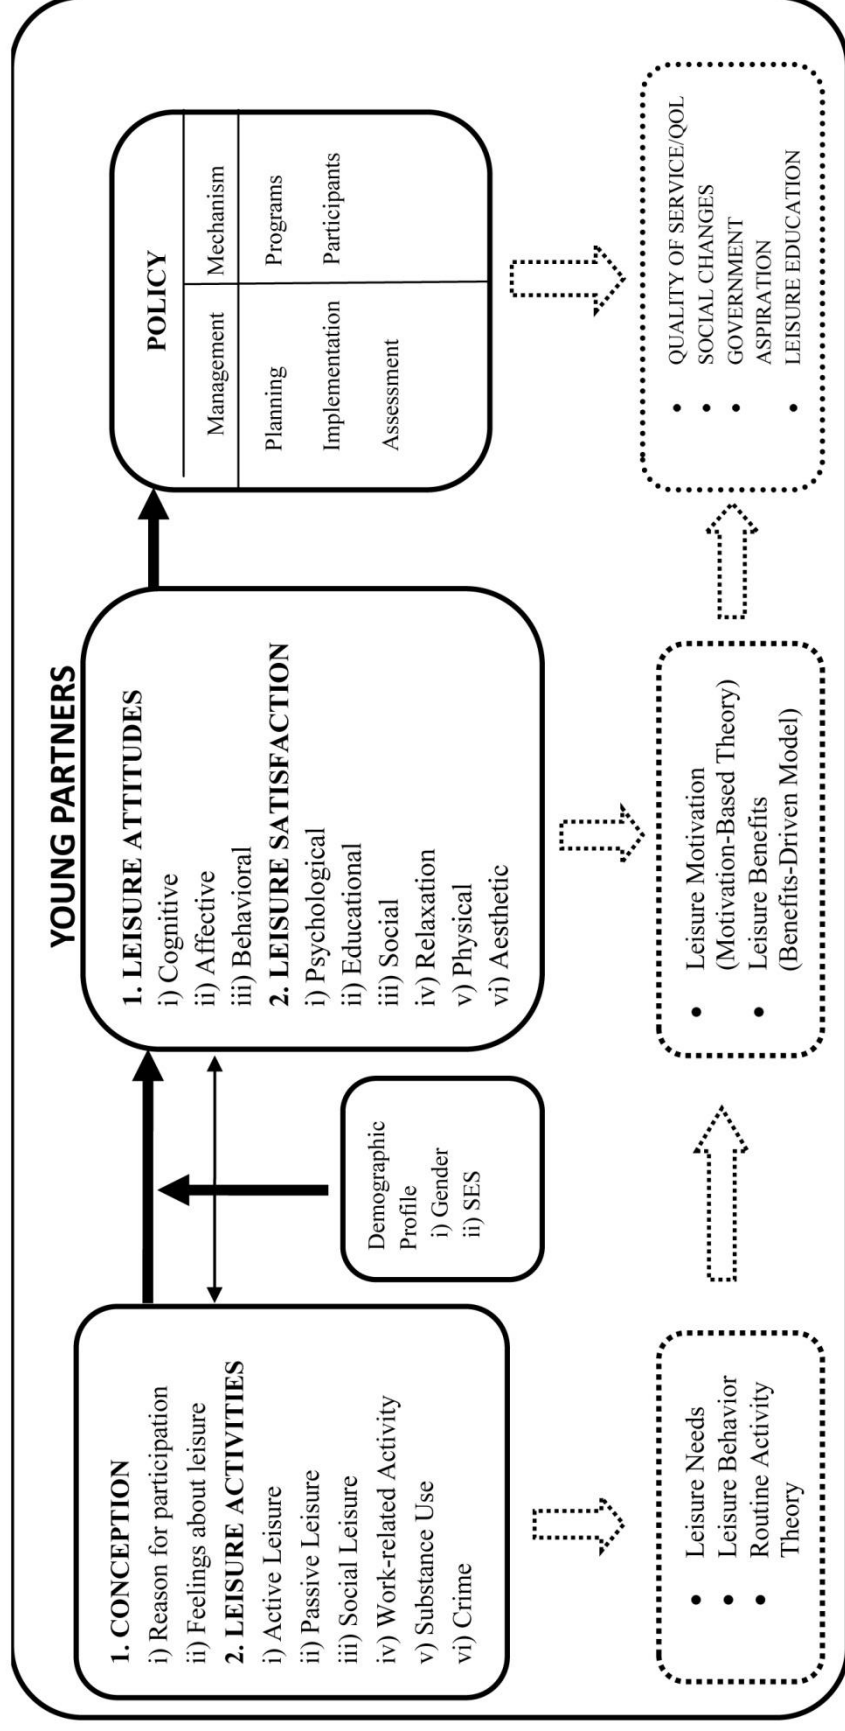 YOUNG PARTNERS
1. CONCEPTION
i) Reason for participation
ii) Feelings about leisure
2. LEISURE ACTIVITIES
i) Active Leisure
ii) Passive Leisure
iii) Social Leisure
iv) Work-related Activity
v) Substance Use
vi) Crime
Demographic
Profile
i) Gender
ii) SES
1. LEISURE ATTITUDES
i) Cognitive
ii) Affective
iii) Behavioral
2. LEISURE SATISFACTION
i) Psychological
ii) Educational
iii) Social
iv) Relaxation
v) Physical
vi) Aesthetic
POLICY
Management Mechanism
Planning Programs
Implementation Participants
Assessment
• Leisure Needs
• Leisure Behavior
• Routine Activity
Theory
• Leisure Motivation
(Motivation-Based Theory)
• Leisure Benefits
(Benefits-Driven Model)
• QUALITY OF SERVICE/QOL
• SOCIAL CHANGES
• GOVERNMENT
ASPIRATION
• LEISURE EDUCATION